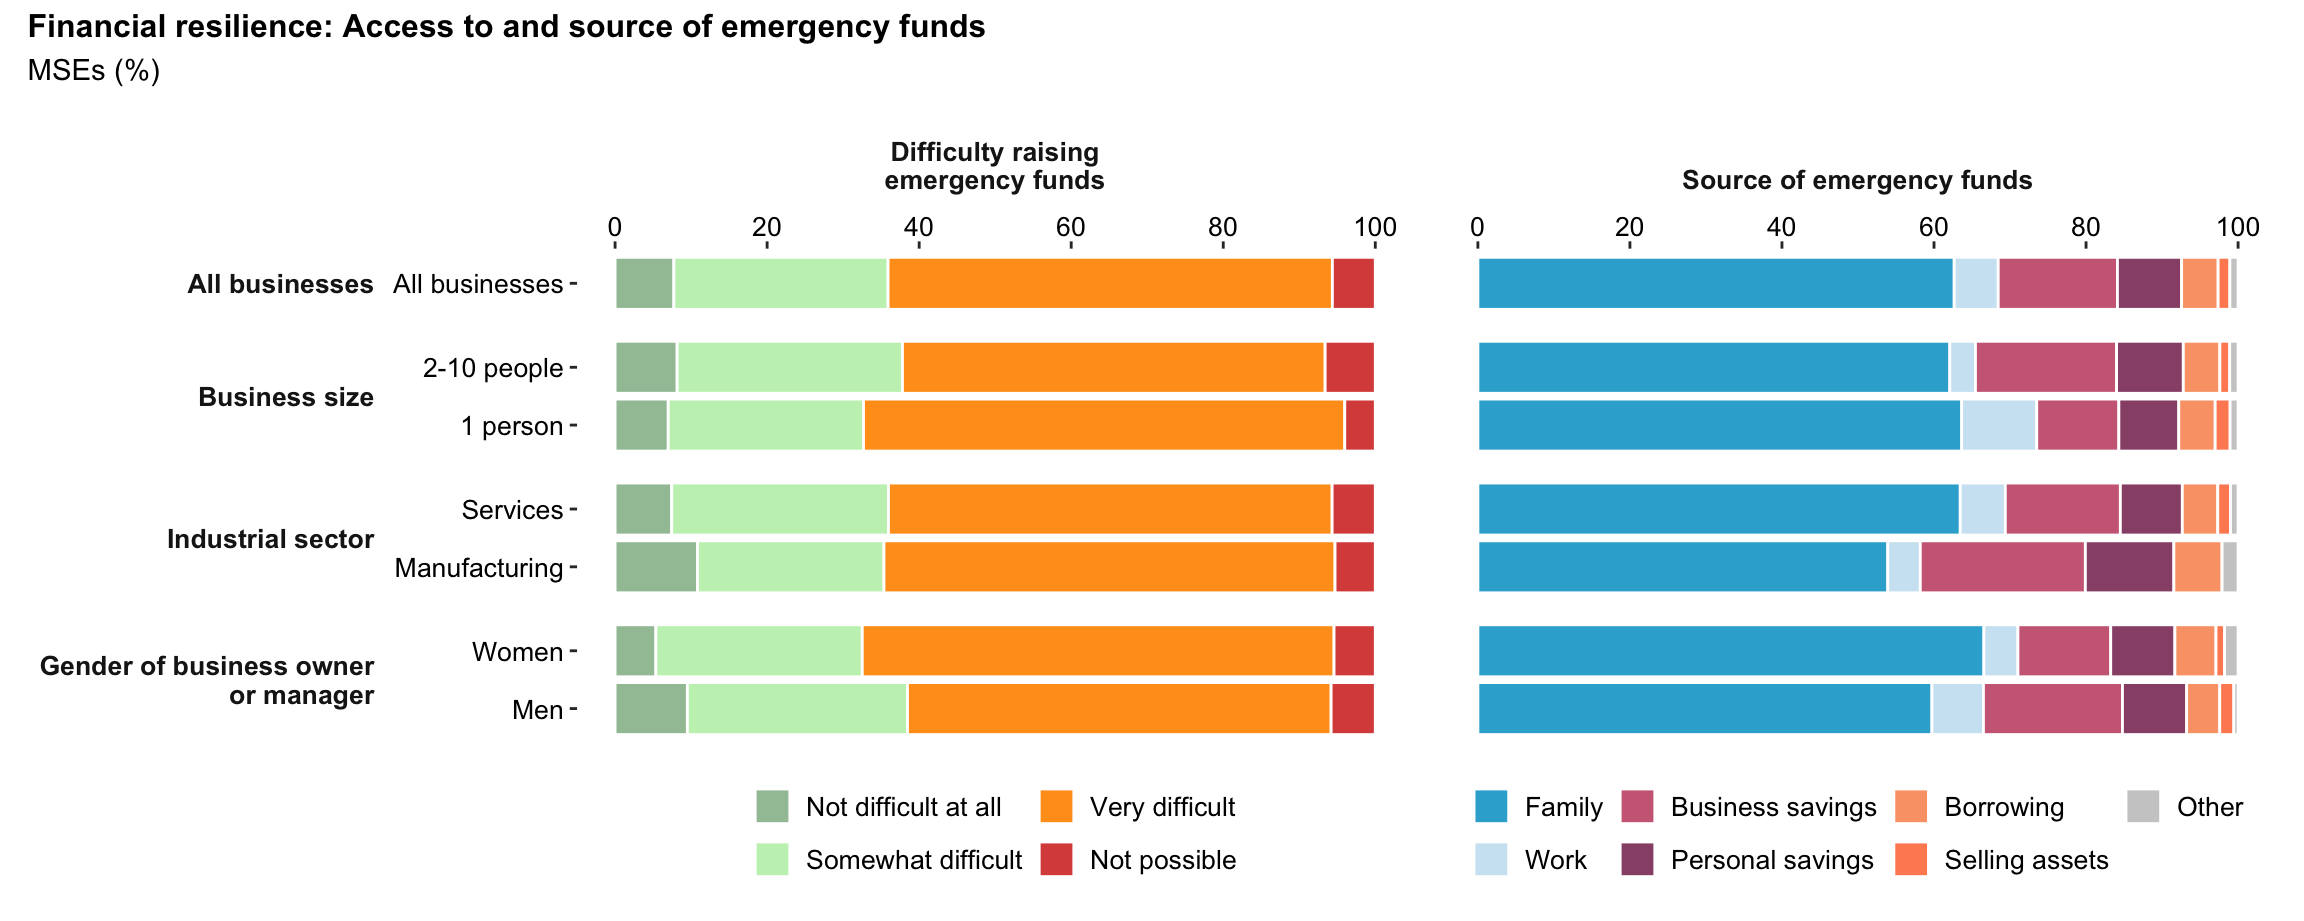 Financial resilience: Access to and source of emergency funds
MSEs (%)
Difficulty raising
emergency funds
Source of emergency funds
0 20 40 60 80 100
0 20 40 60 80 100
All businesses All businesses
Business size
2-10 people
1 person
Industrial sector
Services
Manufacturing
Gender of business owner
or manager
Women
Men
Not difficult at all
Very difficult
Somewhat difficult
Not possible
Family
Business savings
Borrowing
Other
Work
Personal savings
Selling assets